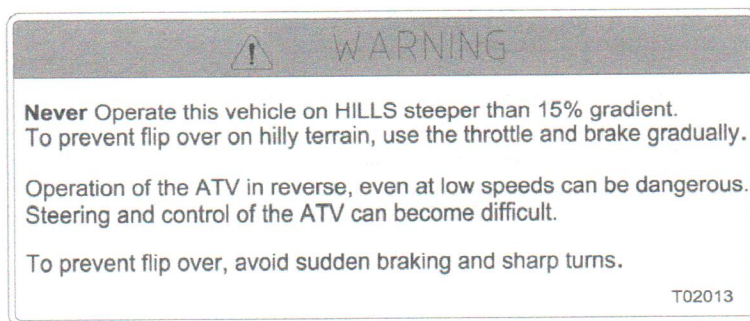 WARNING
Never Operate this vehicle on HILLS steeper than 15% gradient.
To prevent flip over on hilly terrain, use the throttle and brake gradually.
Operation of the ATV in reverse, even at low speeds can be dangerous.
Steering and control of the ATV can become difficult.
To prevent flip over, avoid sudden braking and sharp turns.
T02013